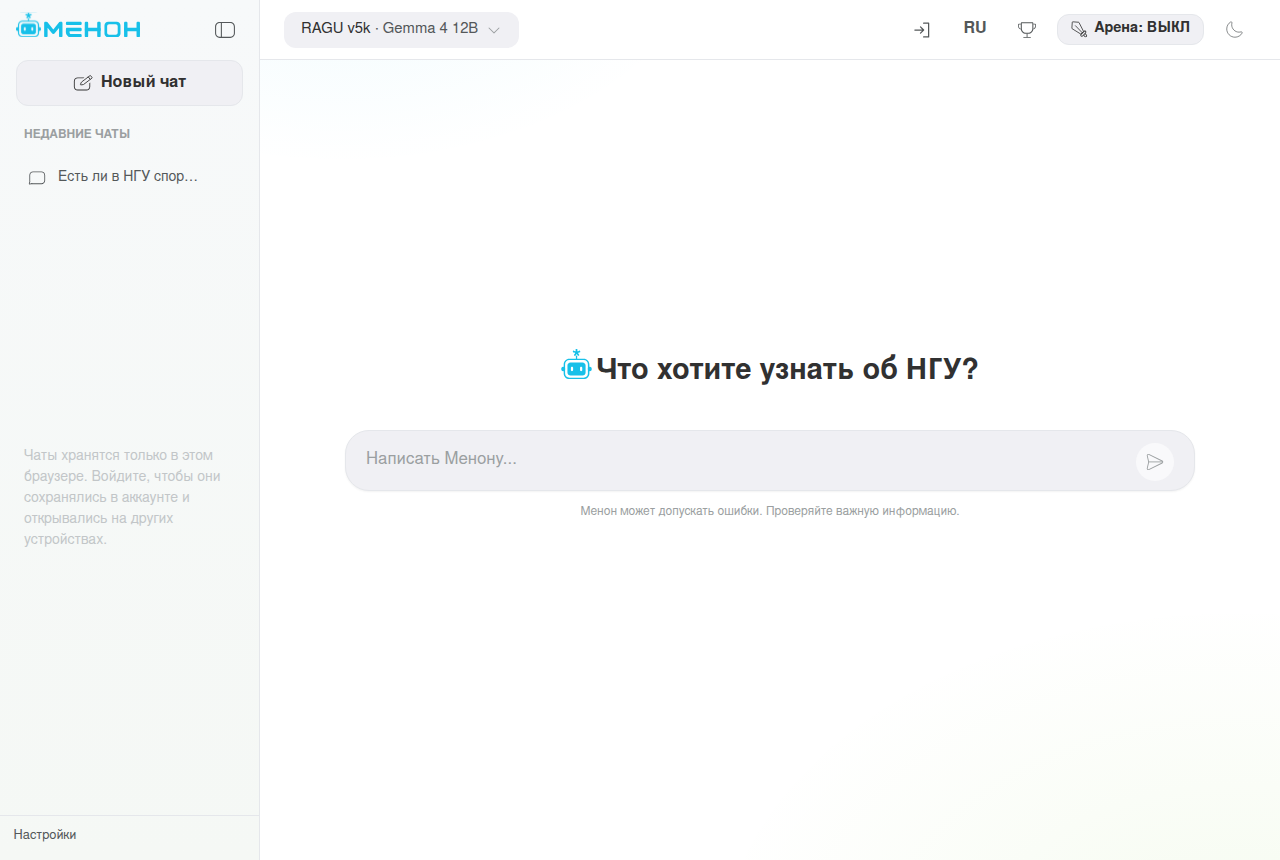 МЕНОН
Новый чат
НЕДАВНИЕ ЧАТЫ
Есть ли в НГУ спор...
Чаты хранятся только в этом
браузере. Войдите, чтобы они
сохранялись в аккаунте и
открывались на других
устройствах.
Настройки
RAGU v5k · Gemma 4 12B
RU
Арена: ВЫКЛ
Что хотите узнать об НГУ?
Написать Менону...
Менон может допускать ошибки. Проверяйте важную информацию.